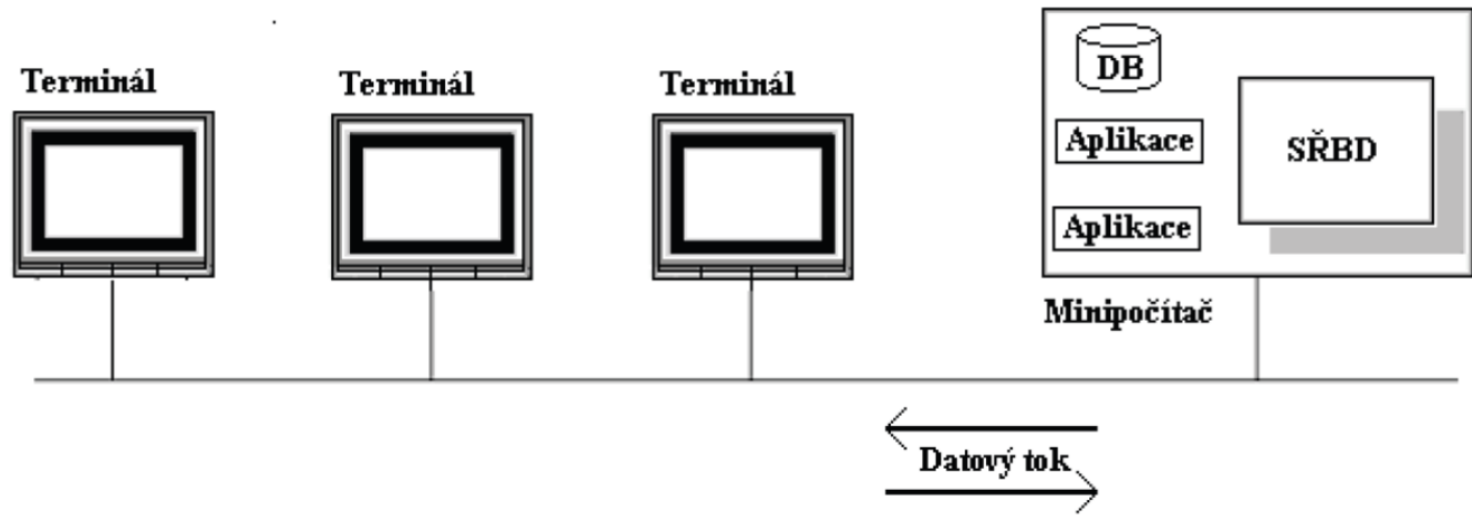 Terminál
Terminál
Terminál
DB
Aplikace
Aplikace
SŘBD
Minipočítač
Datový tok